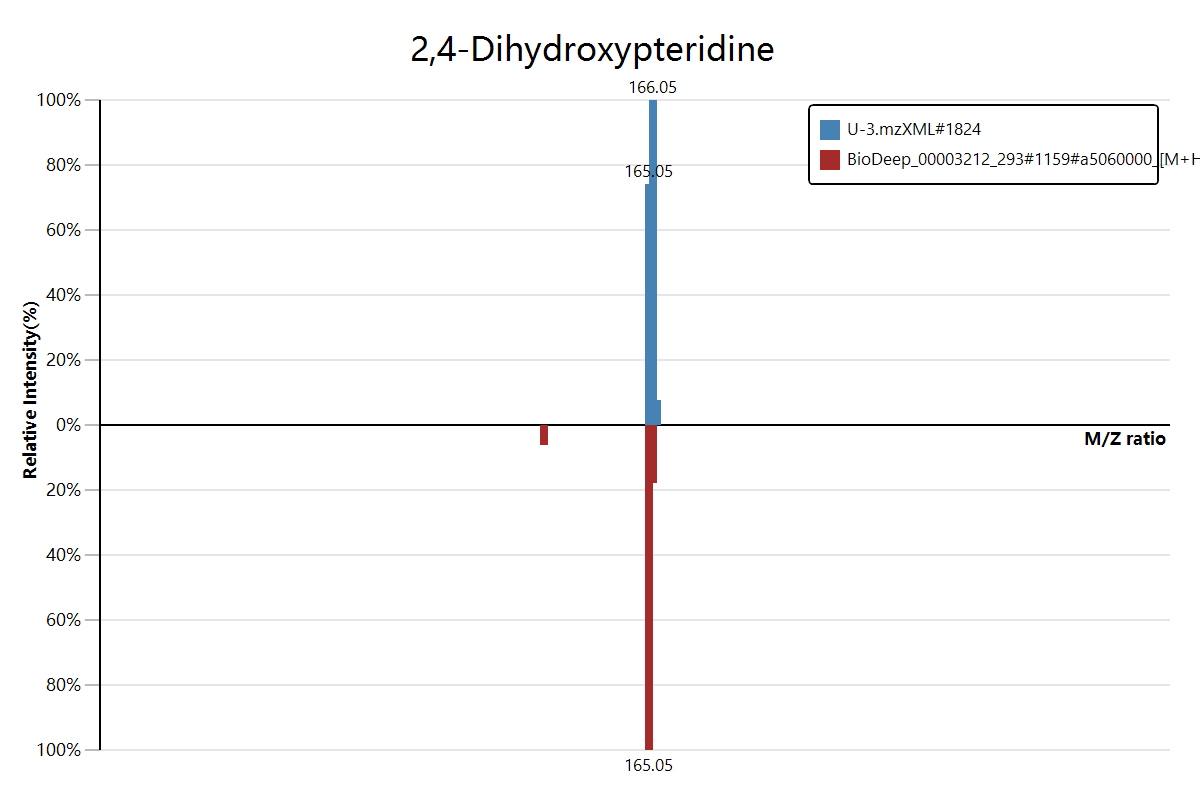 2,4-Dihydroxypteridine
166.05
100%
U-3.mzXML#1824
BioDeep_00003212_293#1159#a5060000_[M+H
80%
165.05
60%
40%
20%
0%
M/Z ratio
Relative Intensity(%)
20%
40%
60%
80%
100%
165.05